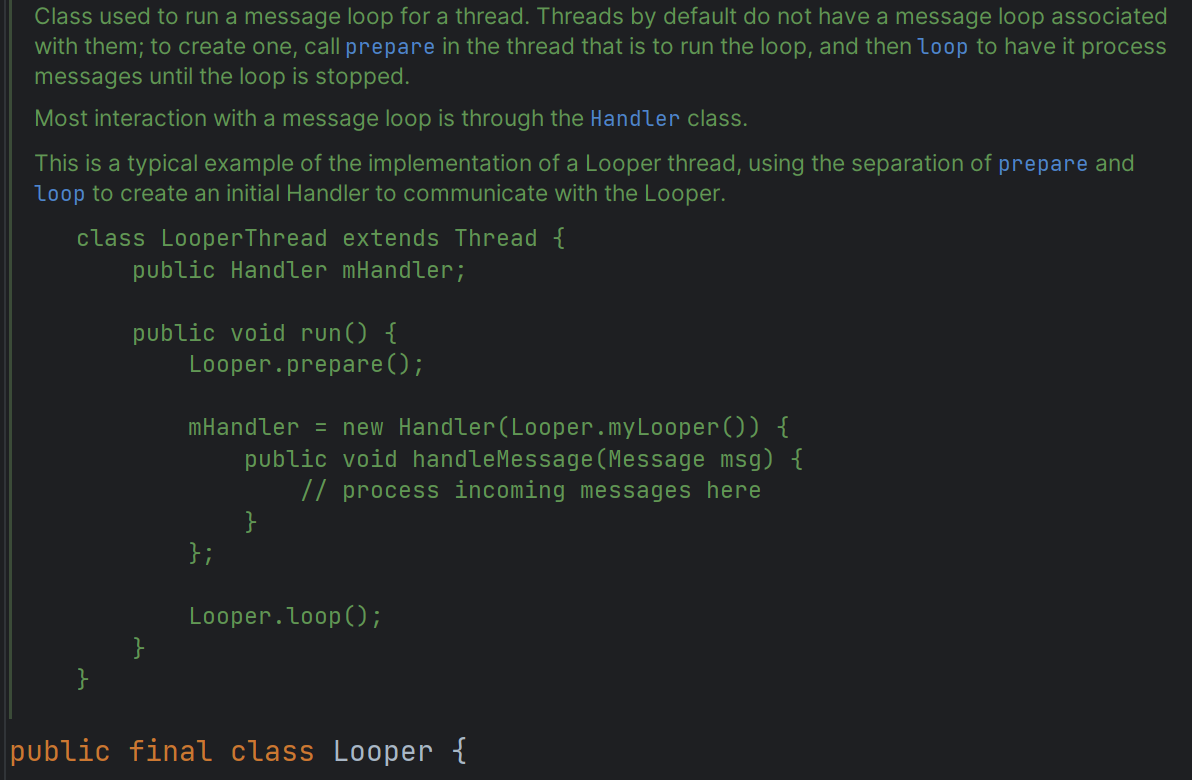 Class used to run a message loop for a thread. Threads by default do not have a message loop associated
with them; to create one, call prepare in the thread that is to run the loop, and then loop to have it process
messages until the loop is stopped.
Most interaction with a message loop is through the Handler class.
This is a typical example of the implementation of a Looper thread, using the separation of prepare and
loop to create an initial Handler to communicate with the Looper.
class LooperThread extends Thread {
    public Handler mHandler;
    public void run() {
        Looper.prepare();
        mHandler = new Handler(Looper.myLooper()) {
            public void handleMessage(Message msg) {
                // process incoming messages here
            }
        };
        Looper.loop();
    }
}
public final class Looper {